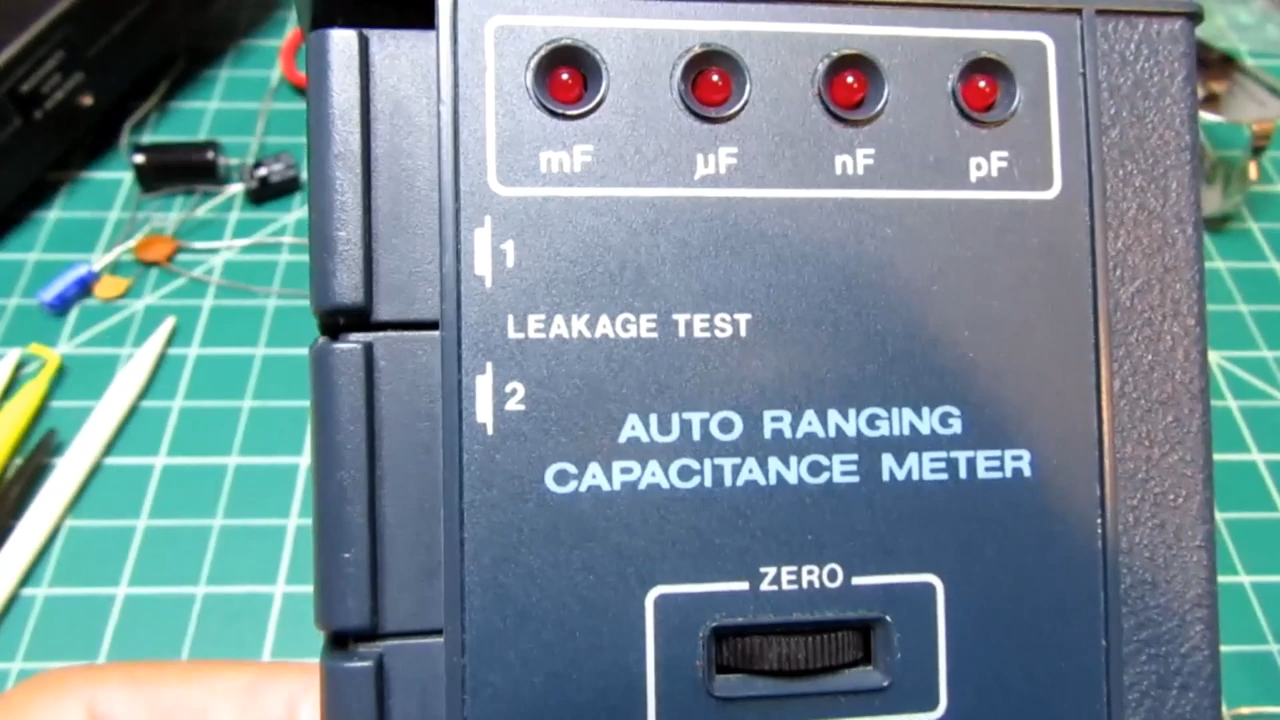 mF µF nF pF
1
LEAKAGE TEST
2
AUTO RANGING
CAPACITANCE METER
ZERO